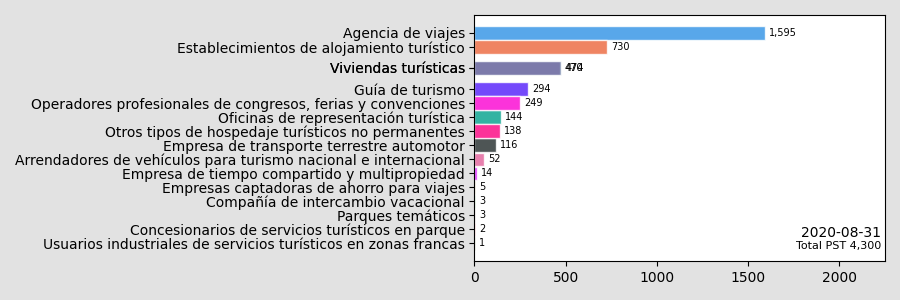 Agencia de viajes 1,595
Establecimientos de alojamiento turístico 730
Viviendas turísticas
Guía de turismo 294
Operadores profesionales de congresos, ferias y convenciones 249
Oficinas de representación turística 144
Otros tipos de hospedaje turísticos no permanentes 138
Empresa de transporte terrestre automotor 116
Arrendadores de vehículos para turismo nacional e internacional 52
Empresa de tiempo compartido y multipropiedad 14
Empresas captadoras de ahorro para viajes 5
Compañía de intercambio vacacional 3
Parques temáticos 3
Concesionarios de servicios turísticos en parque 2
Usuarios industriales de servicios turísticos en zonas francas 1
2020-08-31
Total PST 4,300
0 500 1000 1500 2000